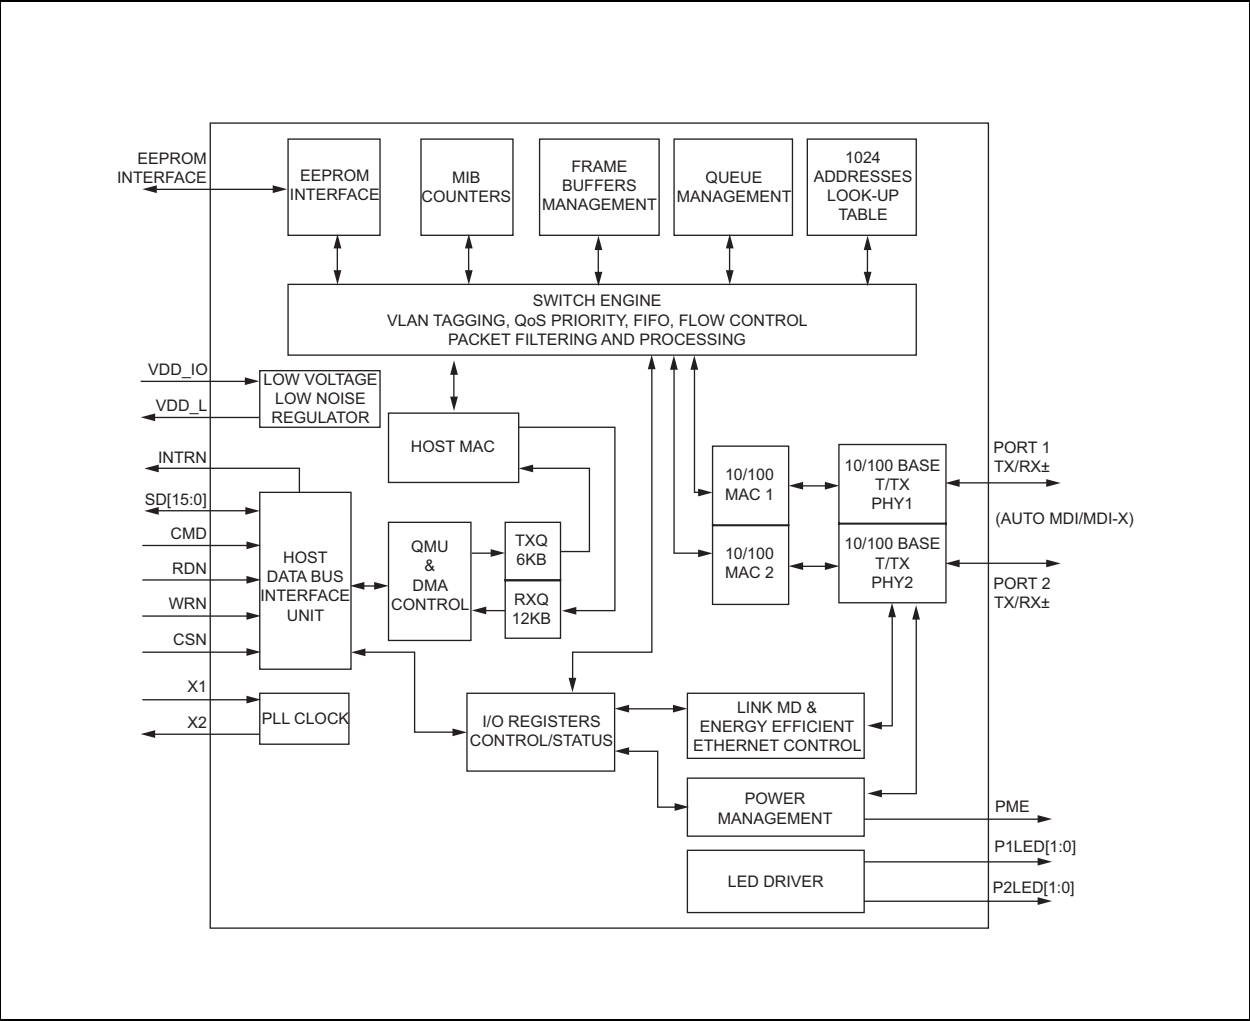 EEPROM
INTERFACE
EEPROM
INTERFACE
MIB
COUNTERS
FRAME
BUFFERS
MANAGEMENT
QUEUE
MANAGEMENT
1024
ADDRESSES
LOOK-UP
TABLE
SWITCH ENGINE
VLAN TAGGING, QoS PRIORITY, FIFO, FLOW CONTROL
PACKET FILTERING AND PROCESSING
VDD_IO
VDD_L
LOW VOLTAGE
LOW NOISE
REGULATOR
HOST MAC
INTRN
SD[15:0]
CMD
RDN
WRN
CSN
HOST
DATA BUS
INTERFACE
UNIT
QMU
&
DMA
CONTROL
TXQ
6KB
RXQ
12KB
10/100
MAC 1
10/100
MAC 2
10/100 BASE
T/TX
PHY1
10/100 BASE
T/TX
PHY2
PORT 1
TX/RX±
(AUTO MDI/MDI-X)
PORT 2
TX/RX±
X1
X2
PLL CLOCK
I/O REGISTERS
CONTROL/STATUS
LINK MD &
ENERGY EFFICIENT
ETHERNET CONTROL
POWER
MANAGEMENT
PME
LED DRIVER
P1LED[1:0]
P2LED[1:0]